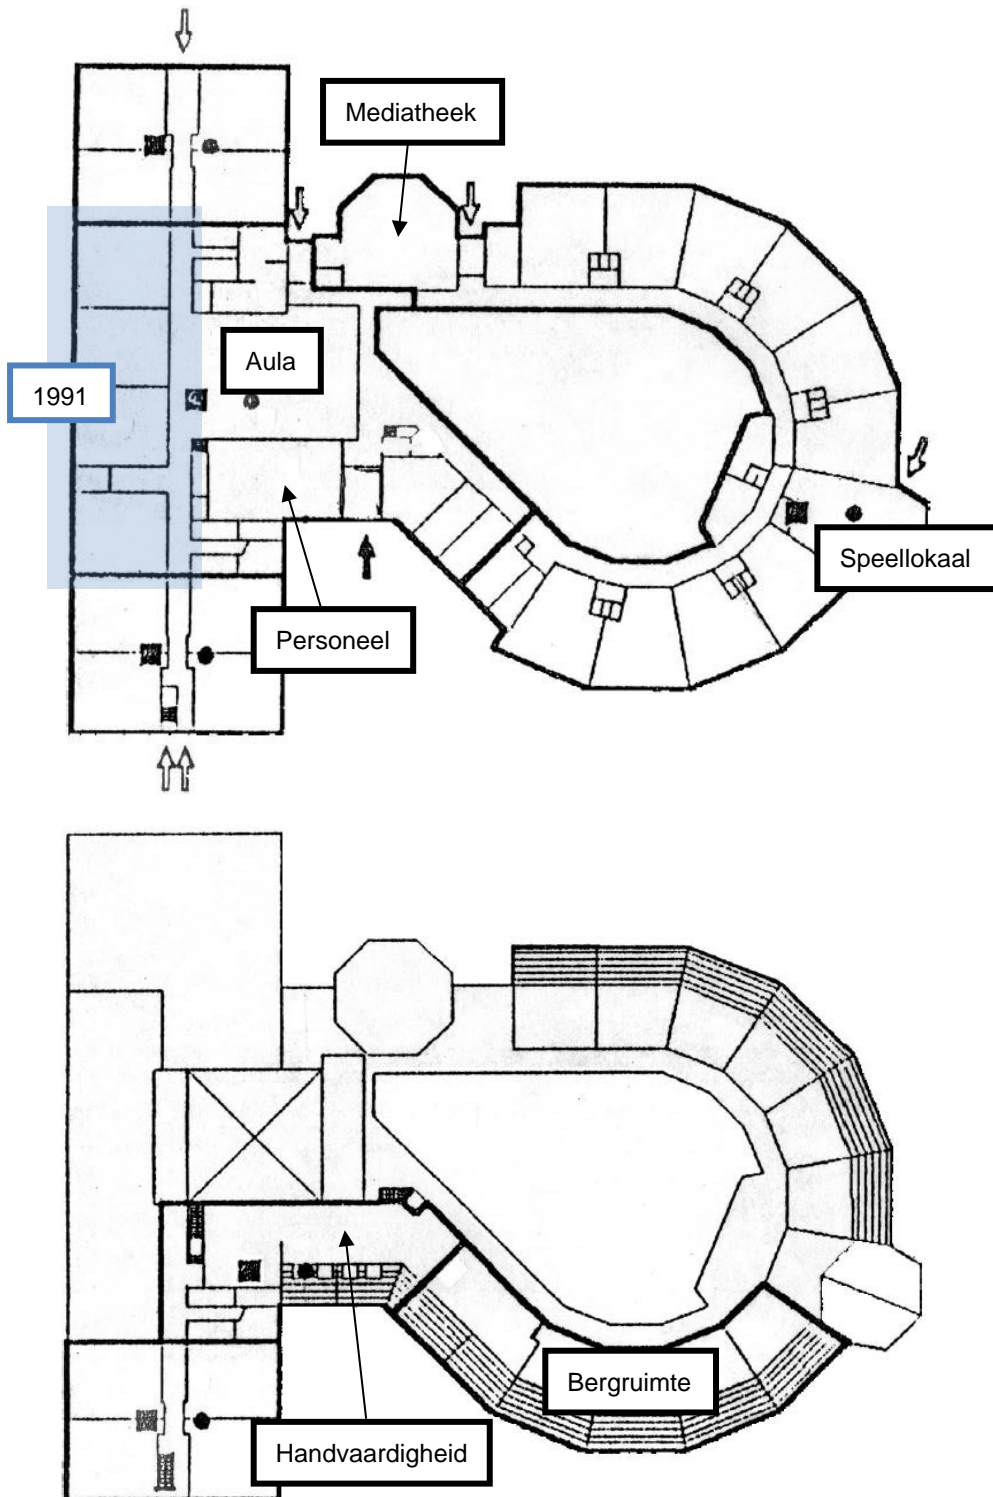 Mediatheek
Aula
1991
Speellokaal
Personeel
Bergruimte
Handvaardigheid